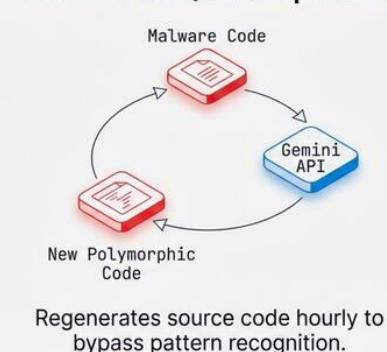 Malware Code
Gemini
API
New Polymorphic
Code
Regenerates source code hourly to
bypass pattern recognition.